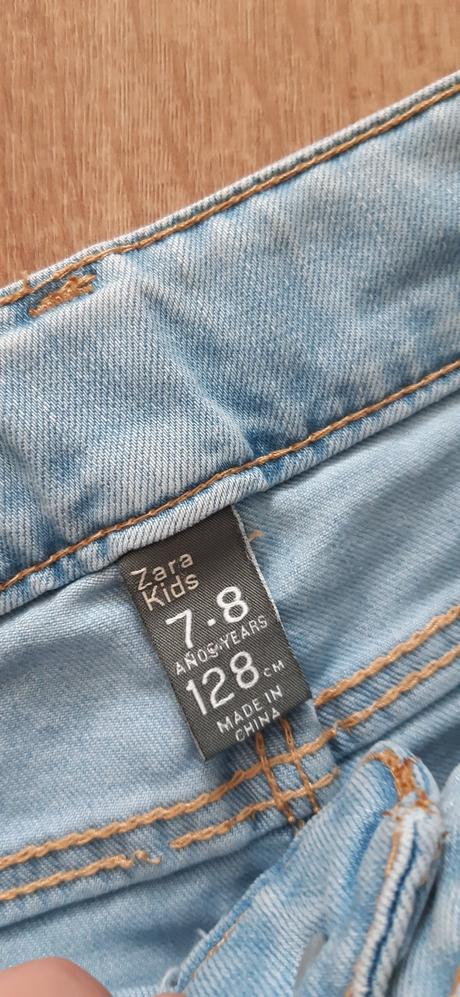 Zara
Kids
7-8
AÑOS·YEARS
128 CM
MADE IN
CHINA